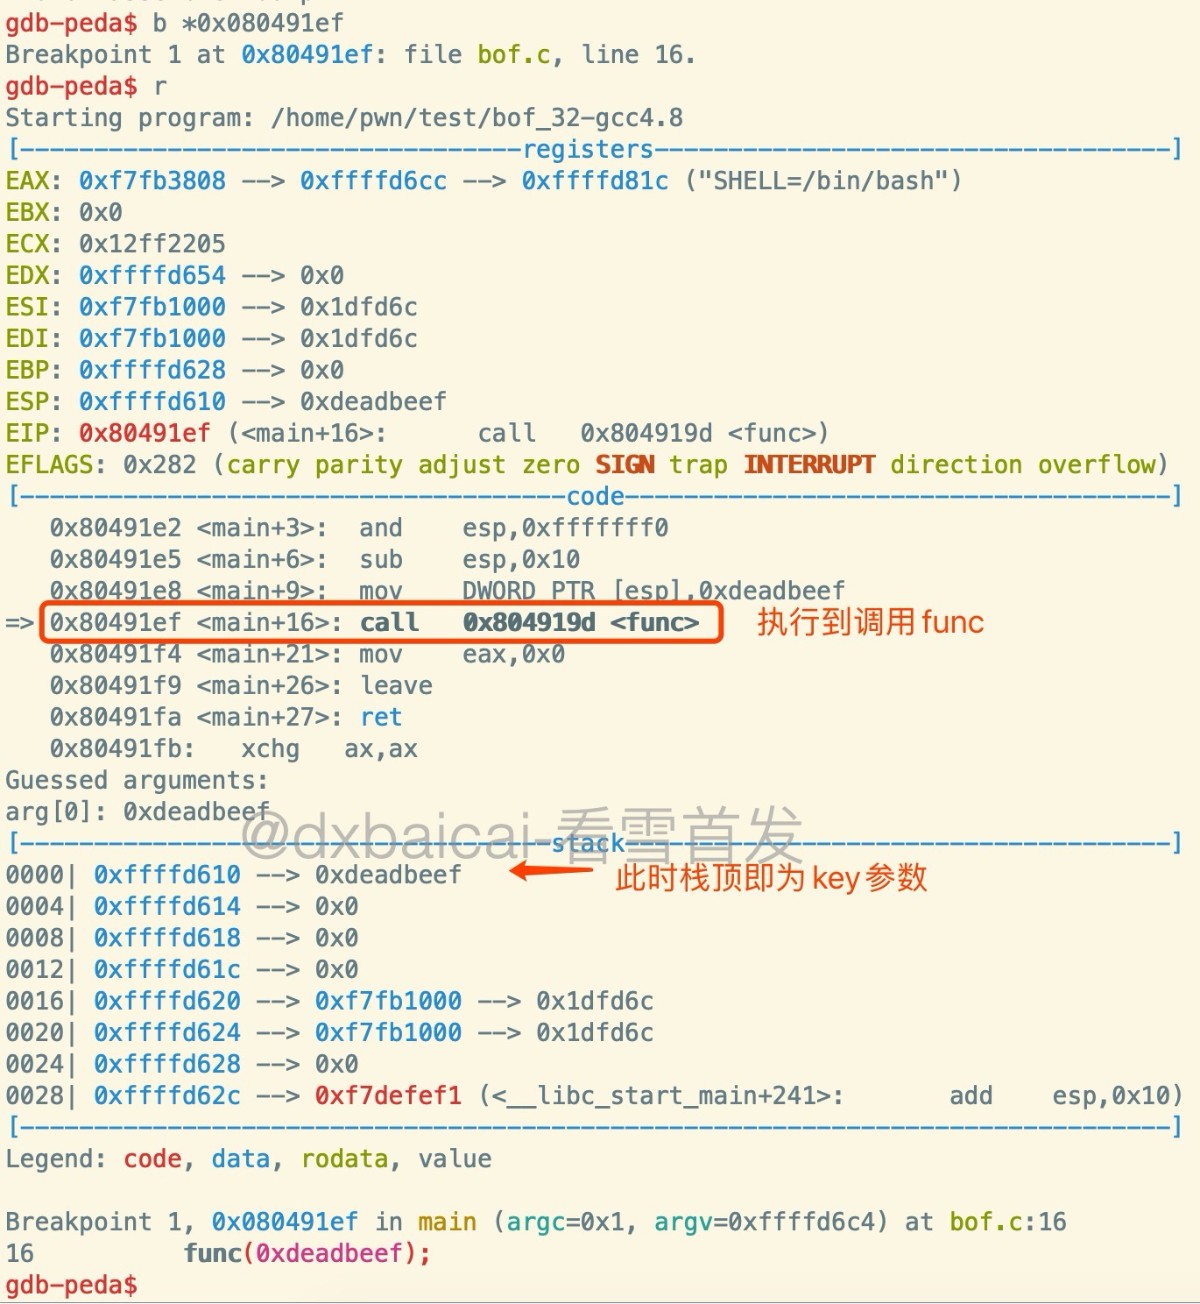 gdb-peda$ b *0x080491ef
Breakpoint 1 at 0x80491ef: file bof.c, line 16.
gdb-peda$ r
Starting program: /home/pwn/test/bof_32-gcc4.8
[----------------------------------registers-----------------------------------]
EAX: 0xf7fb3808 --> 0xffffd6cc --> 0xffffd81c ("SHELL=/bin/bash")
EBX: 0x0
ECX: 0x12ff2205
EDX: 0xffffd654 --> 0x0
ESI: 0xf7fb1000 --> 0x1dfd6c
EDI: 0xf7fb1000 --> 0x1dfd6c
EBP: 0xffffd628 --> 0x0
ESP: 0xffffd610 --> 0xdeadbeef
EIP: 0x80491ef (<main+16>:      call   0x804919d <func>)
EFLAGS: 0x282 (carry parity adjust zero SIGN trap INTERRUPT direction overflow)
[-------------------------------------code-------------------------------------]
   0x80491e2 <main+3>:  and    esp,0xfffffff0
   0x80491e5 <main+6>:  sub    esp,0x10
   0x80491e8 <main+9>:  mov    DWORD PTR [esp],0xdeadbeef
=> 0x80491ef <main+16>: call   0x804919d <func> 执行到调用func
   0x80491f4 <main+21>: mov    eax,0x0
   0x80491f9 <main+26>: leave
   0x80491fa <main+27>: ret
   0x80491fb:   xchg   ax,ax
Guessed arguments:
arg[0]: 0xdeadbeef
@dxbaicai-看雪首发
[------------------------------------stack-------------------------------------]
0000| 0xffffd610 --> 0xdeadbeef 此时栈顶即为key参数
0004| 0xffffd614 --> 0x0
0008| 0xffffd618 --> 0x0
0012| 0xffffd61c --> 0x0
0016| 0xffffd620 --> 0xf7fb1000 --> 0x1dfd6c
0020| 0xffffd624 --> 0xf7fb1000 --> 0x1dfd6c
0024| 0xffffd628 --> 0x0
0028| 0xffffd62c --> 0xf7defef1 (<__libc_start_main+241>:       add    esp,0x10)
[------------------------------------------------------------------------------]
Legend: code, data, rodata, value
Breakpoint 1, 0x080491ef in main (argc=0x1, argv=0xffffd6c4) at bof.c:16
16          func(0xdeadbeef);
gdb-peda$